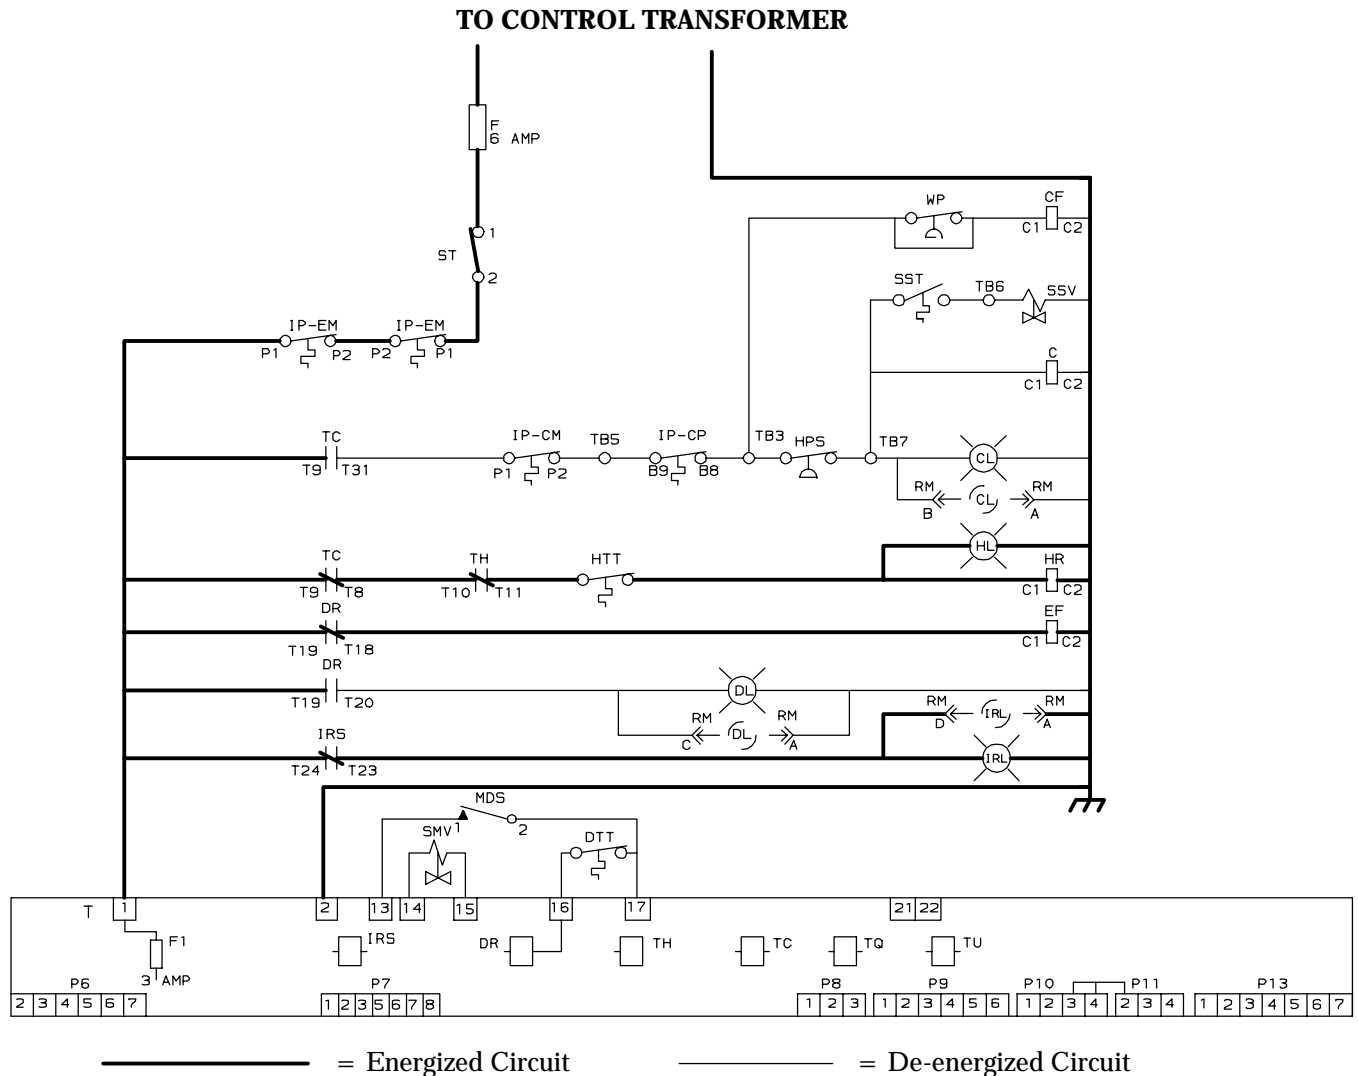 TO CONTROL TRANSFORMER
F
6 AMP
WP
CF
C1 C2
1
ST
2
SST
TB6
SSV
IP-EM
IP-EM
P1 P2 P2 P1
C
C1 C2
TC
IP-CM
TB5
IP-CP
TB3
HPS
TB7
T9 T31
P1 P2
B9 B8
CL
RM
CL
RM
B
A
HL
TC
TH
HTT
HR
T9 T8
T10 T11
C1 C2
DR
EF
T19 T18
C1 C2
DR
T19 T20
DL
RM
DL
RM
C
A
RM
IRL
RM
D
A
IRS
T24 T23
IRL
MDS
1
2
SMV
DTT
T
1
2
13
14
15
16
17
21 22
F1
3 AMP
IRS
DR
TH
TC
TQ
TU
P6
P7
P8
P9
P10
P11
P13
2 3 4 5 6 7
1 2 3 5 6 7 8
1 2 3
1 2 3 4 5 6
1 2 3 4
2 3 4
1 2 3 4 5 6 7
= Energized Circuit
= De-energized Circuit